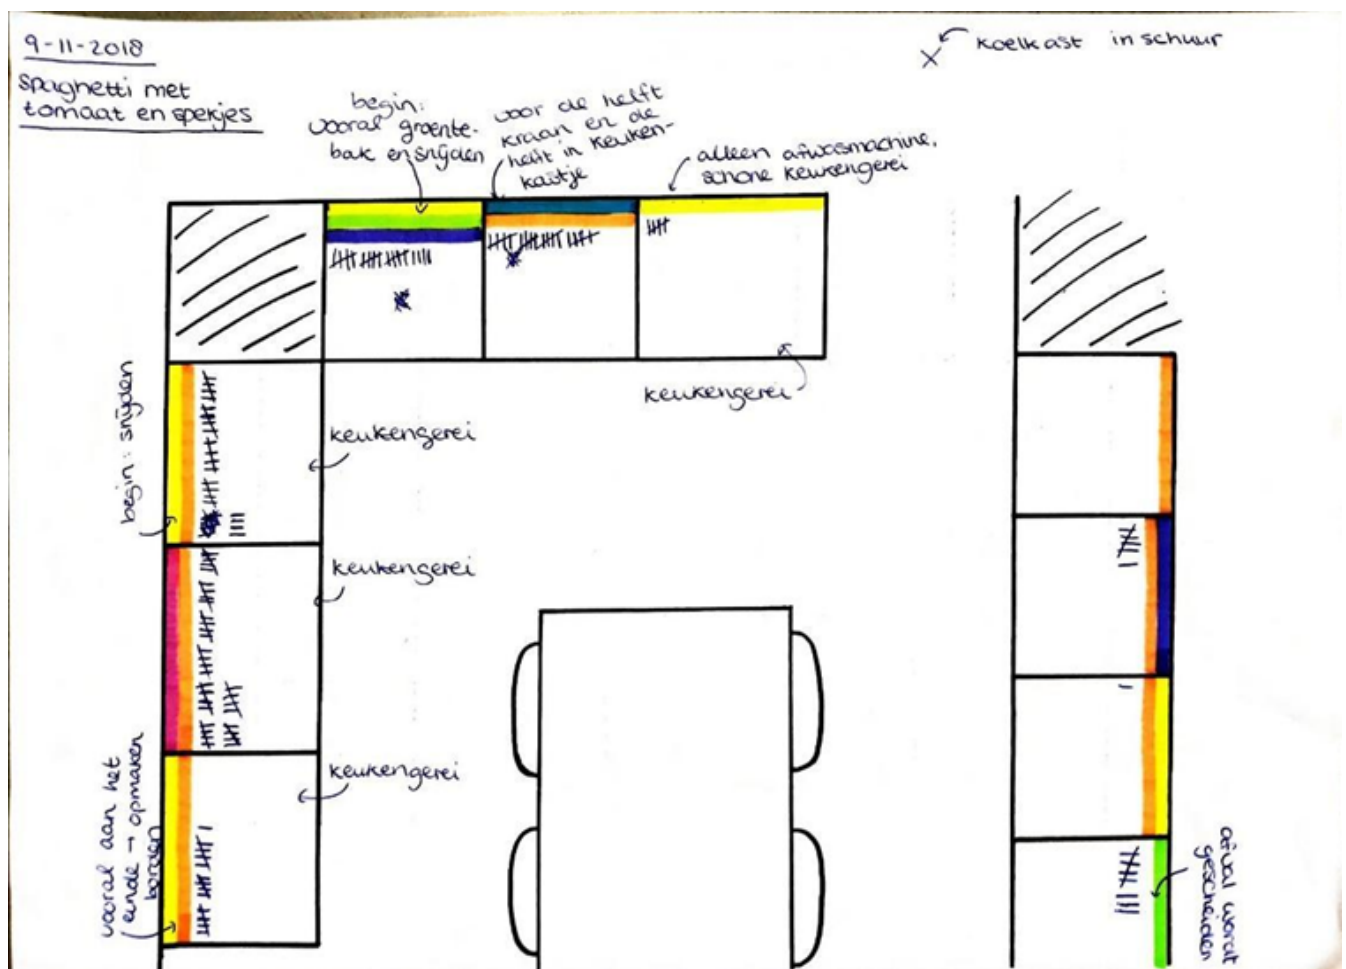 9-11-2018
spaghetti met
tomaat en spekjes
koelkast in schuur
begin:
vooral groente-
bak en snijden
voor de helft
kraan en de
helft in keuken-
kastje
alleen afwasmachine,
schone keukengerei
keukengerei
begin: snijden
keukengerei
keukengerei
keukengerei
vooral aan het
einde → opmaken
borden
afval wordt
gescheiden